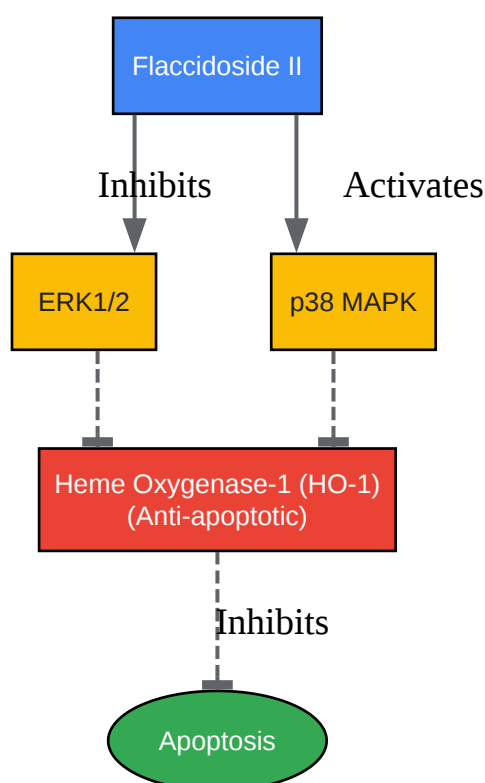 Flaccidoside II
Inhibits
Activates
ERK1/2
p38 MAPK
Heme Oxygenase-1 (HO-1)
(Anti-apoptotic)
Inhibits
Apoptosis